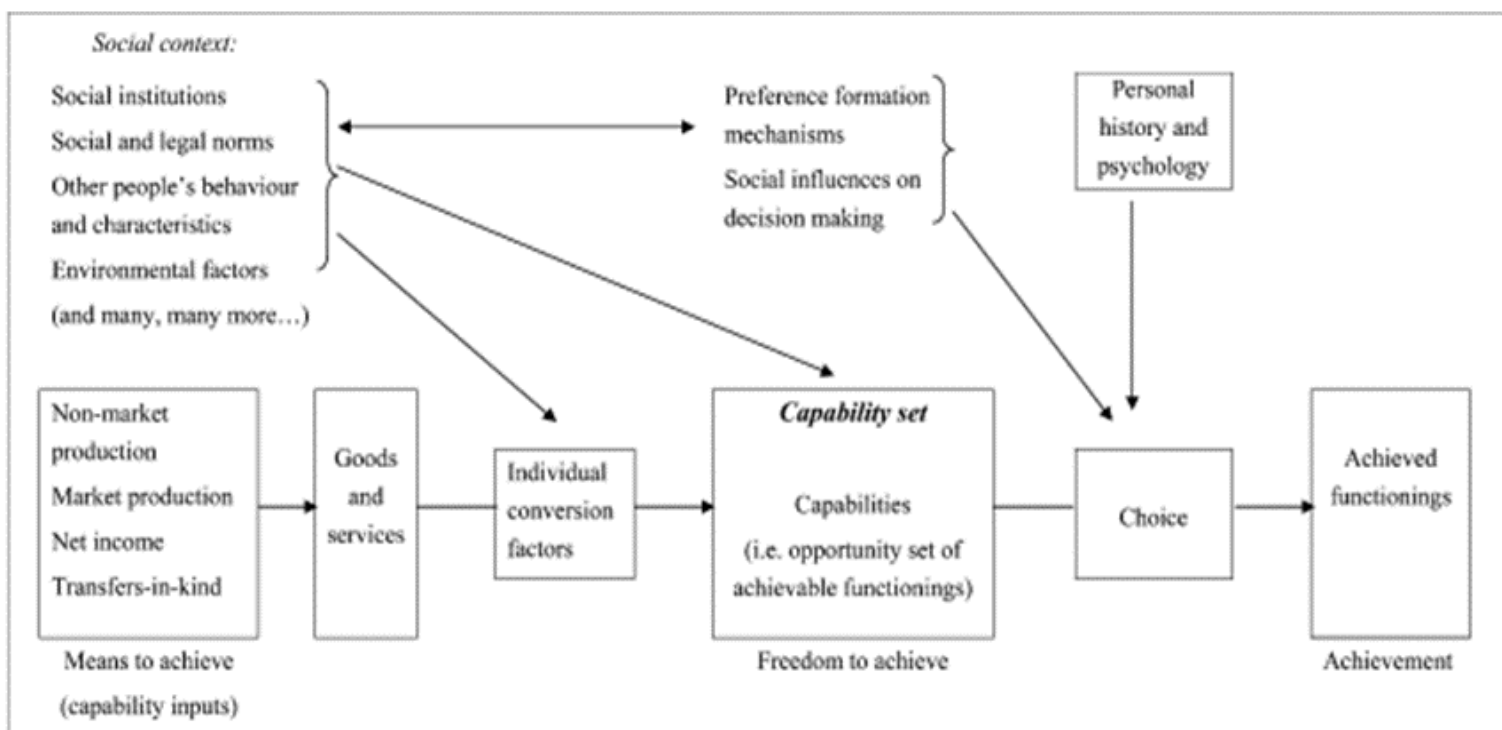 Social context:
Social institutions
Social and legal norms
Other people's behaviour
and characteristics
Environmental factors
(and many, many more…)
Preference formation
mechanisms
Social influences on
decision making
Personal
history and
psychology
Non-market
production
Market production
Net income
Transfers-in-kind
Means to achieve
(capability inputs)
Goods
and
services
Individual
conversion
factors
Capability set
Capabilities
(i.e. opportunity set of
achievable functionings)
Freedom to achieve
Choice
Achieved
functionings
Achievement